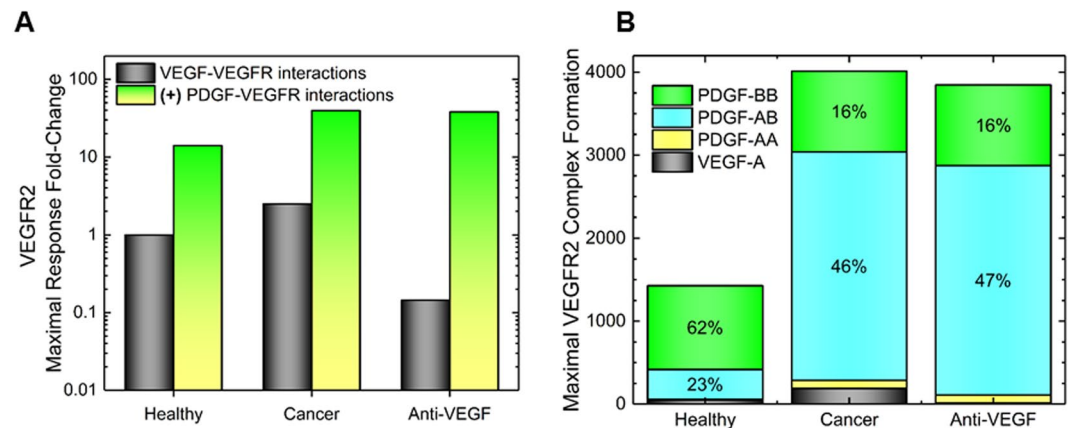 A
VEGFR2
Maximal Response Fold-Change
100
10
1
0.1
0.01
VEGF-VEGFR interactions
(+) PDGF-VEGFR interactions
Healthy
Cancer
Anti-VEGF
B
Maximal VEGFR2 Complex Formation
4000
3000
2000
1000
0
PDGF-BB
PDGF-AB
PDGF-AA
VEGF-A
62%
23%
16%
46%
16%
47%
Healthy
Cancer
Anti-VEGF